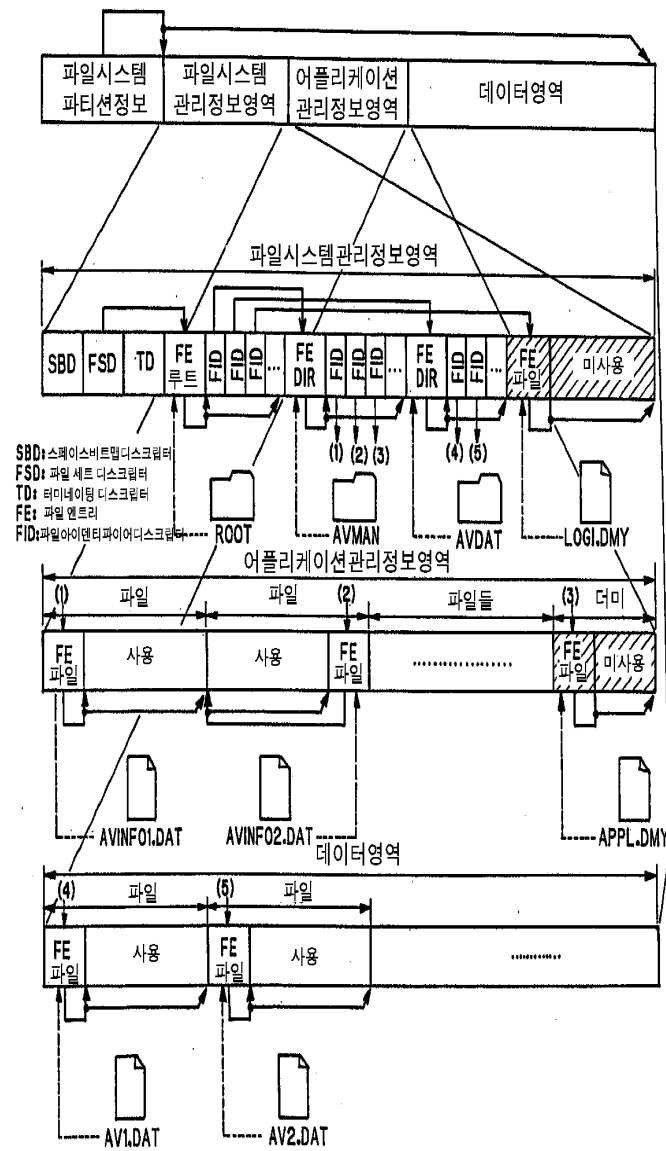 파일시스템
파티션정보
파일시스템
관리정보영역
어플리케이션
관리정보영역
데이터영역
파일시스템관리정보영역
SBD
FSD
TD
FE
루트
FID
FID
FID
...
FE
DIR
FID
FID
FID
...
FE
DIR
FID
FID
...
FE
파일
미사용
(1)
(2)
(3)
(4)
(5)
SBD: 스페이스비트맵디스크립터
FSD: 파일 세트 디스크립터
TD: 터미네이팅 디스크립터
FE: 파일 엔트리
FID:파일아이덴티파이어디스크립터
ROOT
AVMAN
AVDAT
LOGI.DMY
어플리케이션관리정보영역
(1)
파일
파일
(2)
파일들
(3)
더미
FE
파일
사용
사용
FE
파일
....................
FE
파일
미사용
AVINFO1.DAT
AVINFO2.DAT
APPL.DMY
데이터영역
(4)
파일
(5)
파일
FE
파일
사용
FE
파일
사용
............
AV1.DAT
AV2.DAT